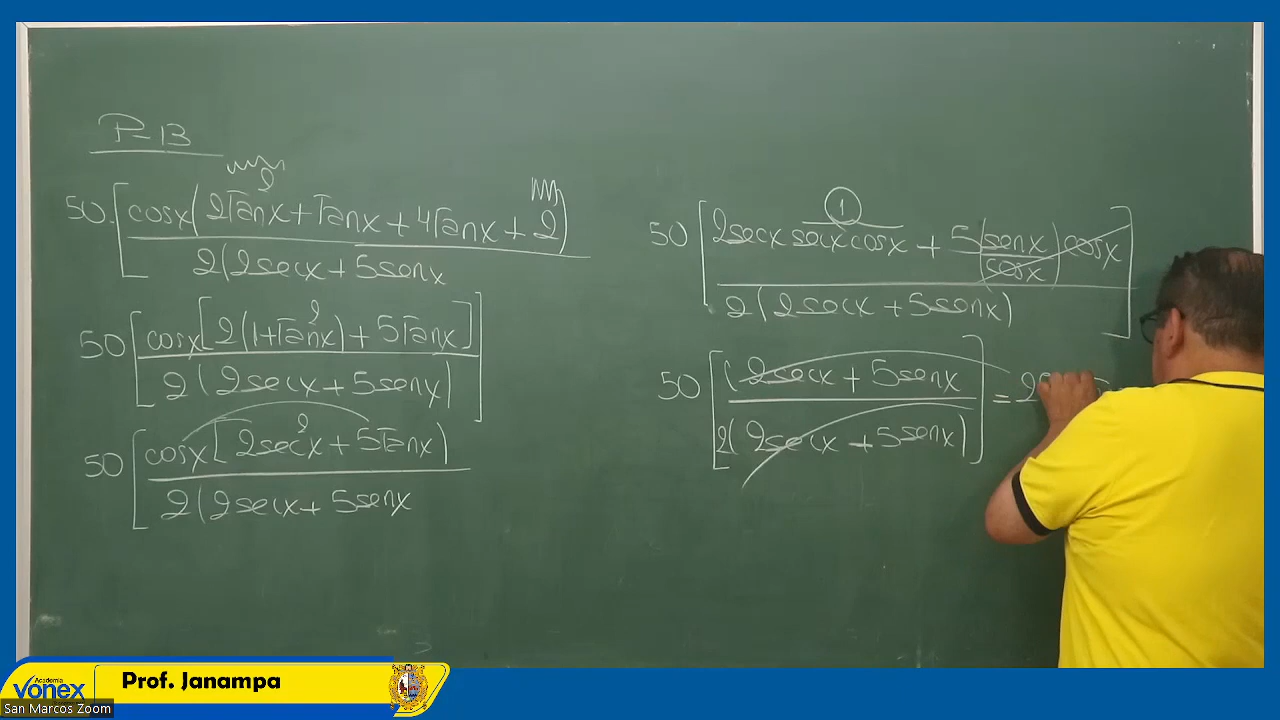 P-13
50.[cosx(2Tan²x + Tanx + 4Tanx + 2)
2(2secx + 5senx
50[cosx[2(1+Tan²x) + 5Tanx]]
2(2secx + 5senx)
50[cosx[2sec²x + 5Tanx)
2(2secx + 5senx
1
50[2secx secx cosx + 5(senx/cosx)cosx]
2(2secx + 5senx)
50[(2secx + 5senx] = 2
2(2secx + 5senx)
Prof. Janampa
Academia
vonex
San Marcos Zoom